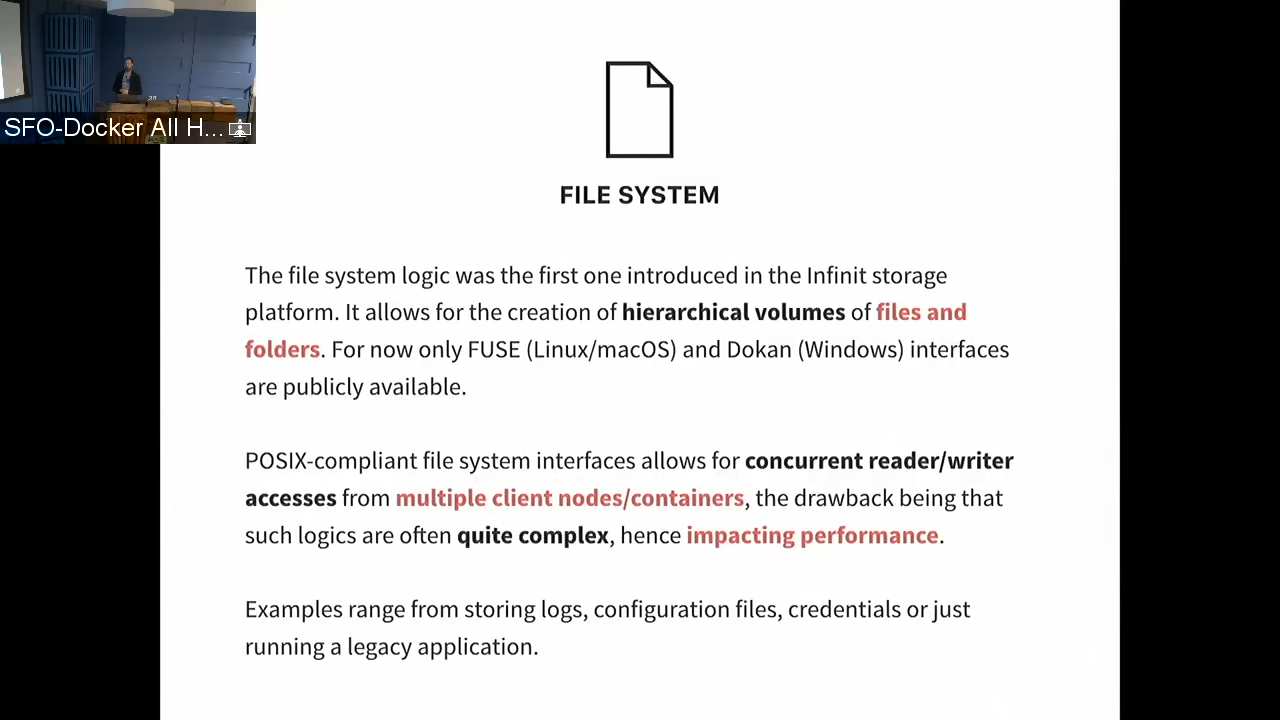 SFO-Docker All H...
FILE SYSTEM
The file system logic was the first one introduced in the Infinit storage
platform. It allows for the creation of hierarchical volumes of files and
folders. For now only FUSE (Linux/macOS) and Dokan (Windows) interfaces
are publicly available.
POSIX-compliant file system interfaces allows for concurrent reader/writer
accesses from multiple client nodes/containers, the drawback being that
such logics are often quite complex, hence impacting performance.
Examples range from storing logs, configuration files, credentials or just
running a legacy application.